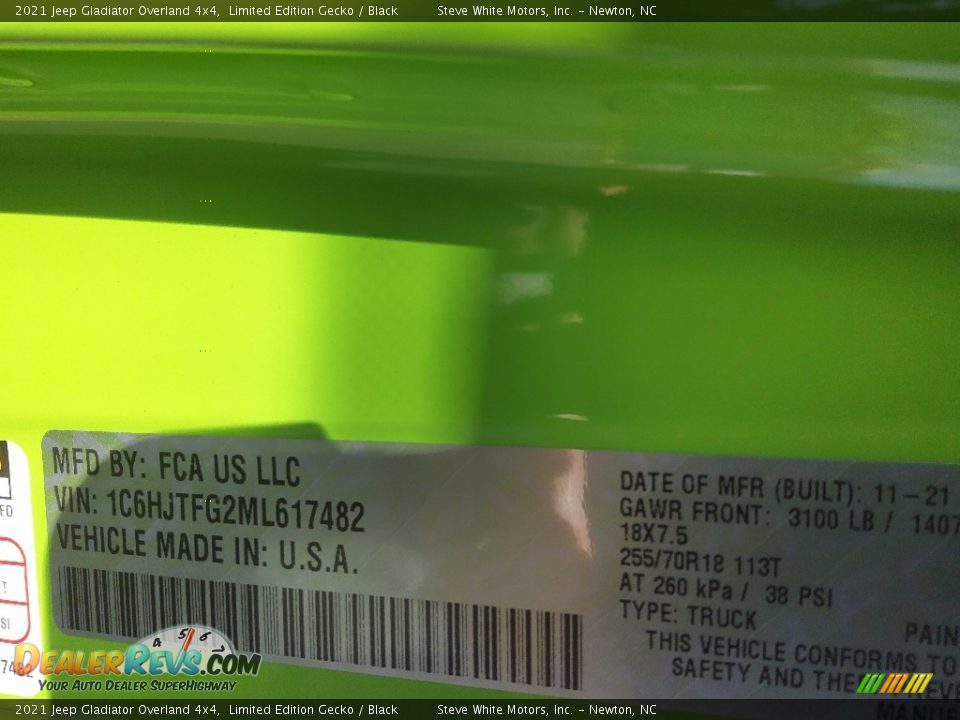 2021 Jeep Gladiator Overland 4x4, Limited Edition Gecko / Black Steve White Motors, Inc. - Newton, NC
MFD BY: FCA US LLC
VIN: 1C6HJTFG2ML617482
VEHICLE MADE IN: U.S.A.
DATE OF MFR (BUILT): 11-21
GAWR FRONT: 3100 LB / 1407
18X7.5
255/70R18 113T
AT 260 kPa / 38 PSI
TYPE: TRUCK
PAIN
THIS VEHICLE CONFORMS TO
SAFETY AND THE
4 5 6
DEALERREVS.COM
YOUR AUTO DEALER SUPERHIGHWAY
2021 Jeep Gladiator Overland 4x4, Limited Edition Gecko / Black Steve White Motors, Inc. - Newton, NC